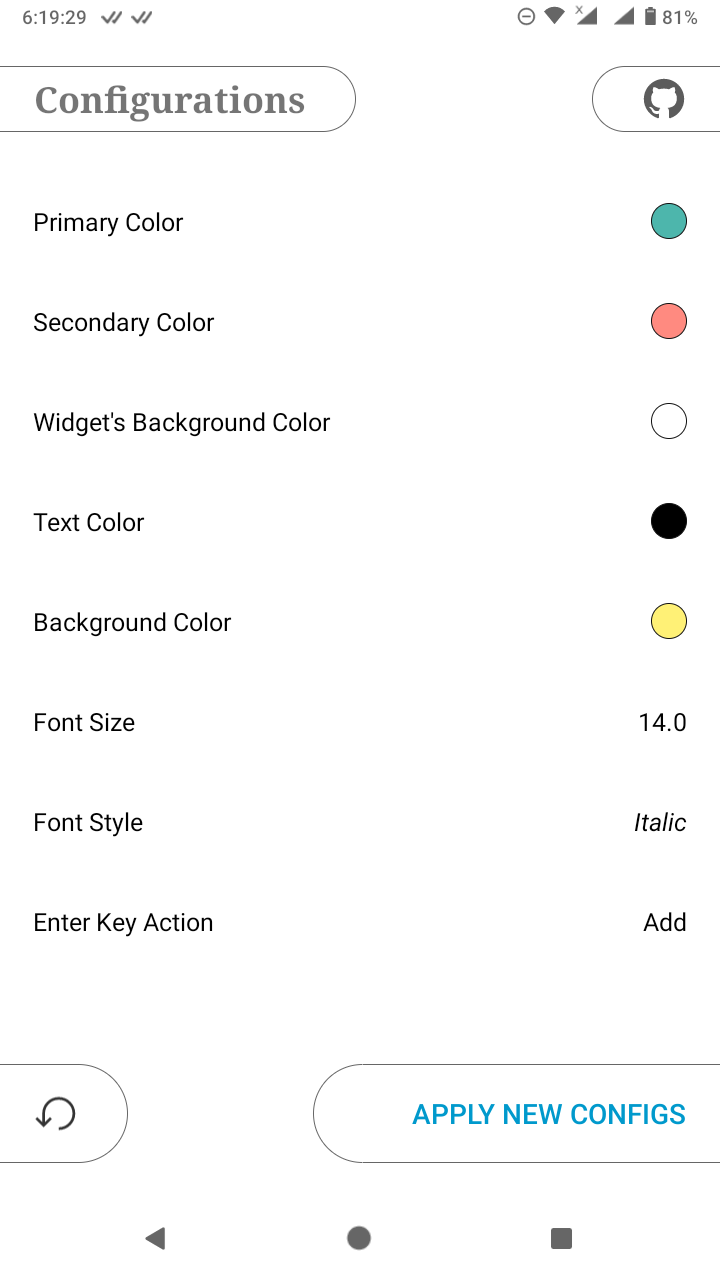 6:19:29 81%
Configurations
Primary Color
Secondary Color
Widget's Background Color
Text Color
Background Color
Font Size 14.0
Font Style Italic
Enter Key Action Add
APPLY NEW CONFIGS